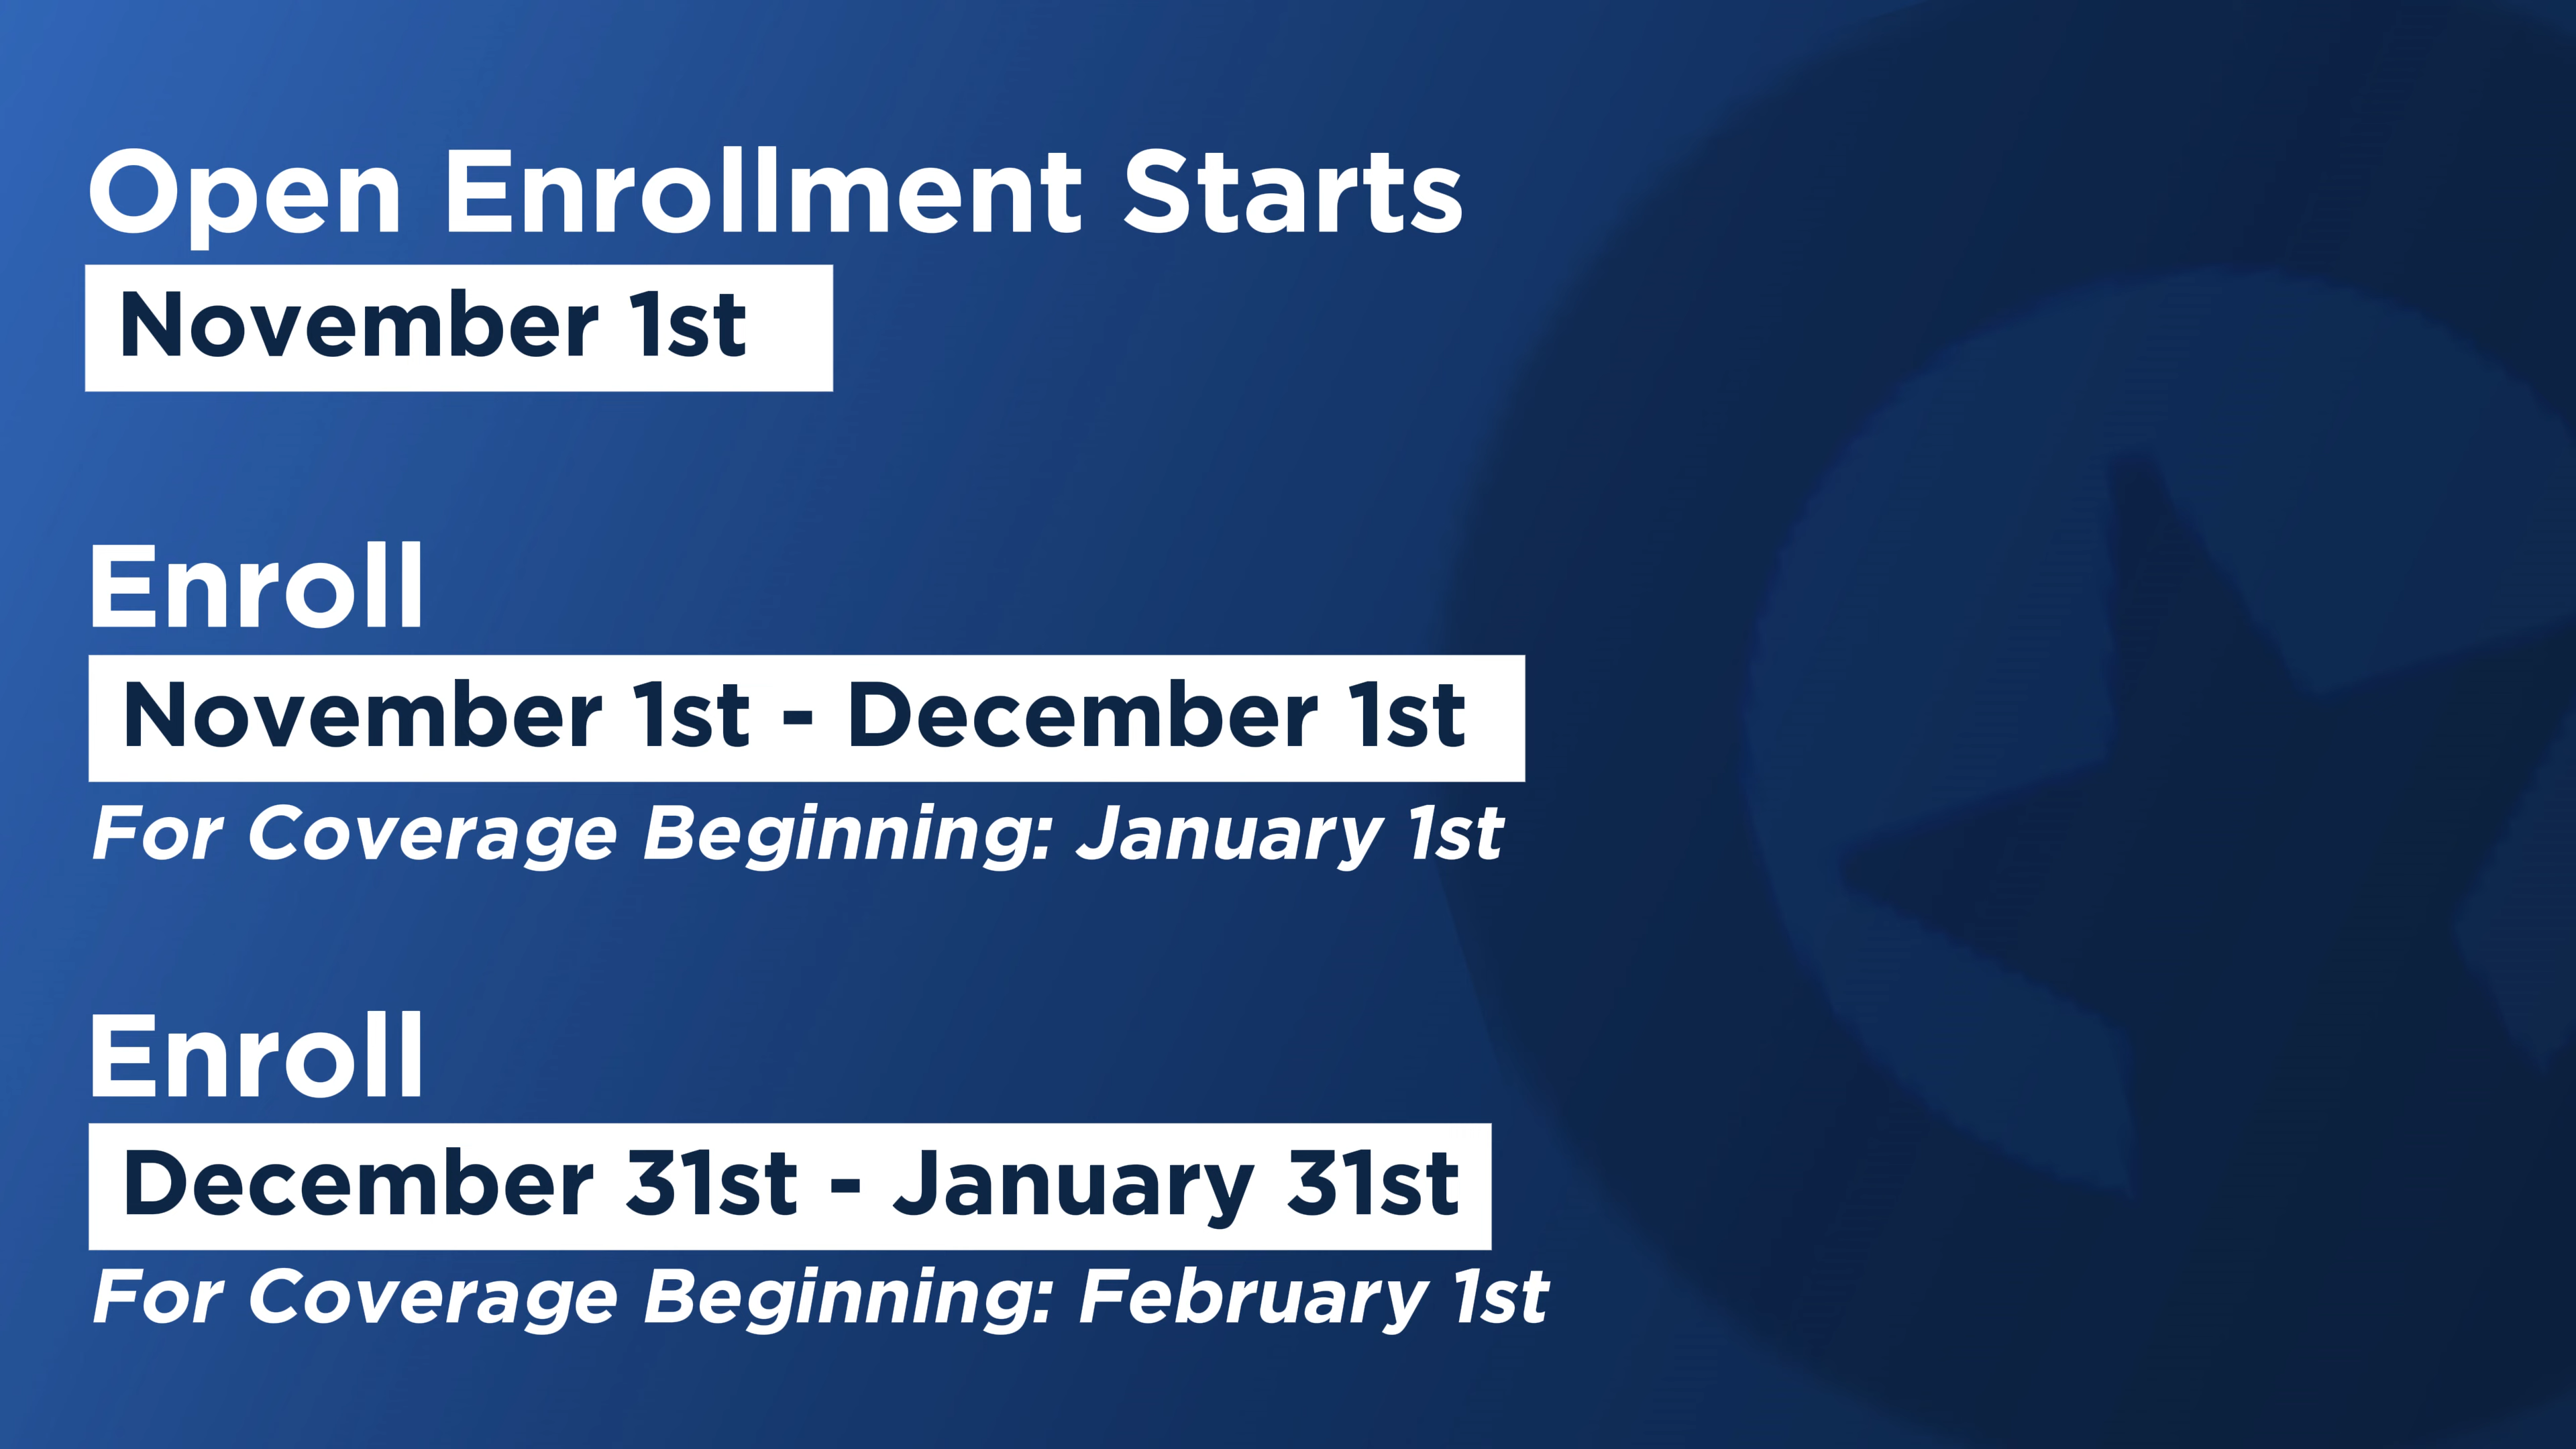 Open Enrollment Starts
November 1st
Enroll
November 1st - December 1st
For Coverage Beginning: January 1st
Enroll
December 31st - January 31st
For Coverage Beginning: February 1st